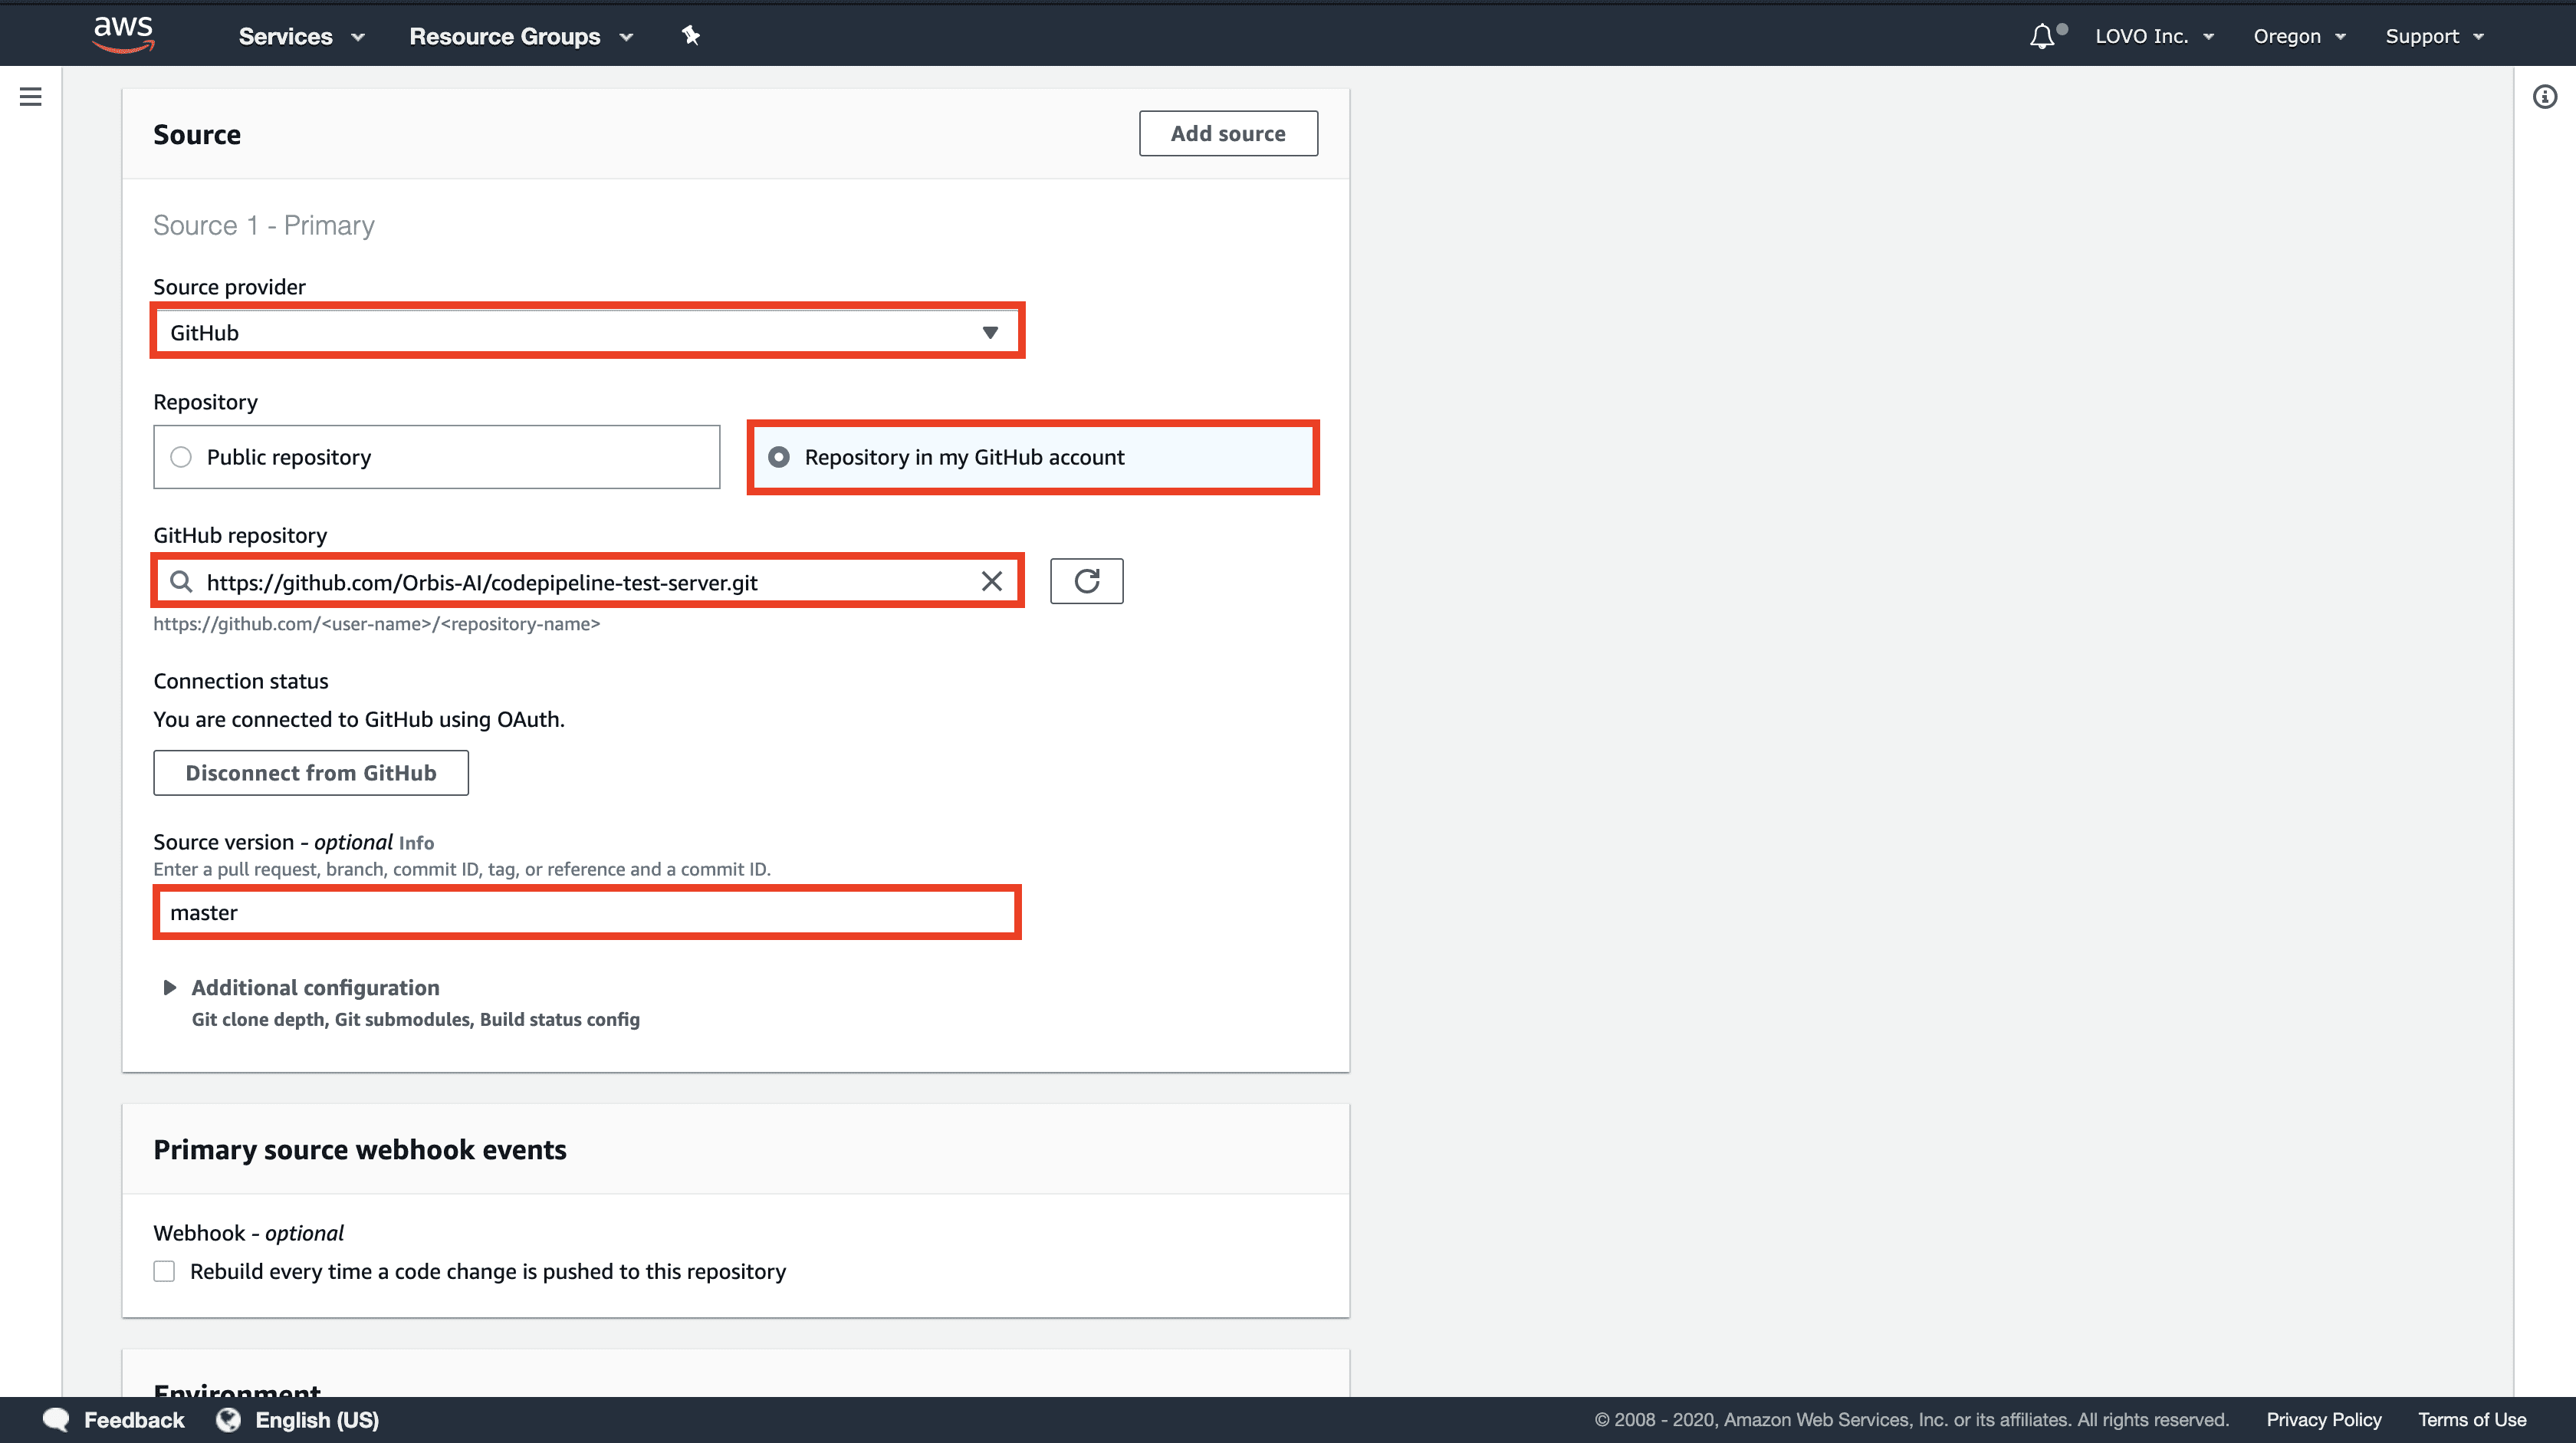 aws Services Resource Groups LOVO Inc. Oregon Support
Source Add source
Source 1 - Primary
Source provider
GitHub
Repository
Public repository Repository in my GitHub account
GitHub repository
https://github.com/Orbis-AI/codepipeline-test-server.git
https://github.com/<user-name>/<repository-name>
Connection status
You are connected to GitHub using OAuth.
Disconnect from GitHub
Source version - optional Info
Enter a pull request, branch, commit ID, tag, or reference and a commit ID.
master
Additional configuration
Git clone depth, Git submodules, Build status config
Primary source webhook events
Webhook - optional
Rebuild every time a code change is pushed to this repository
Environment
Feedback English (US) © 2008 - 2020, Amazon Web Services, Inc. or its affiliates. All rights reserved. Privacy Policy Terms of Use